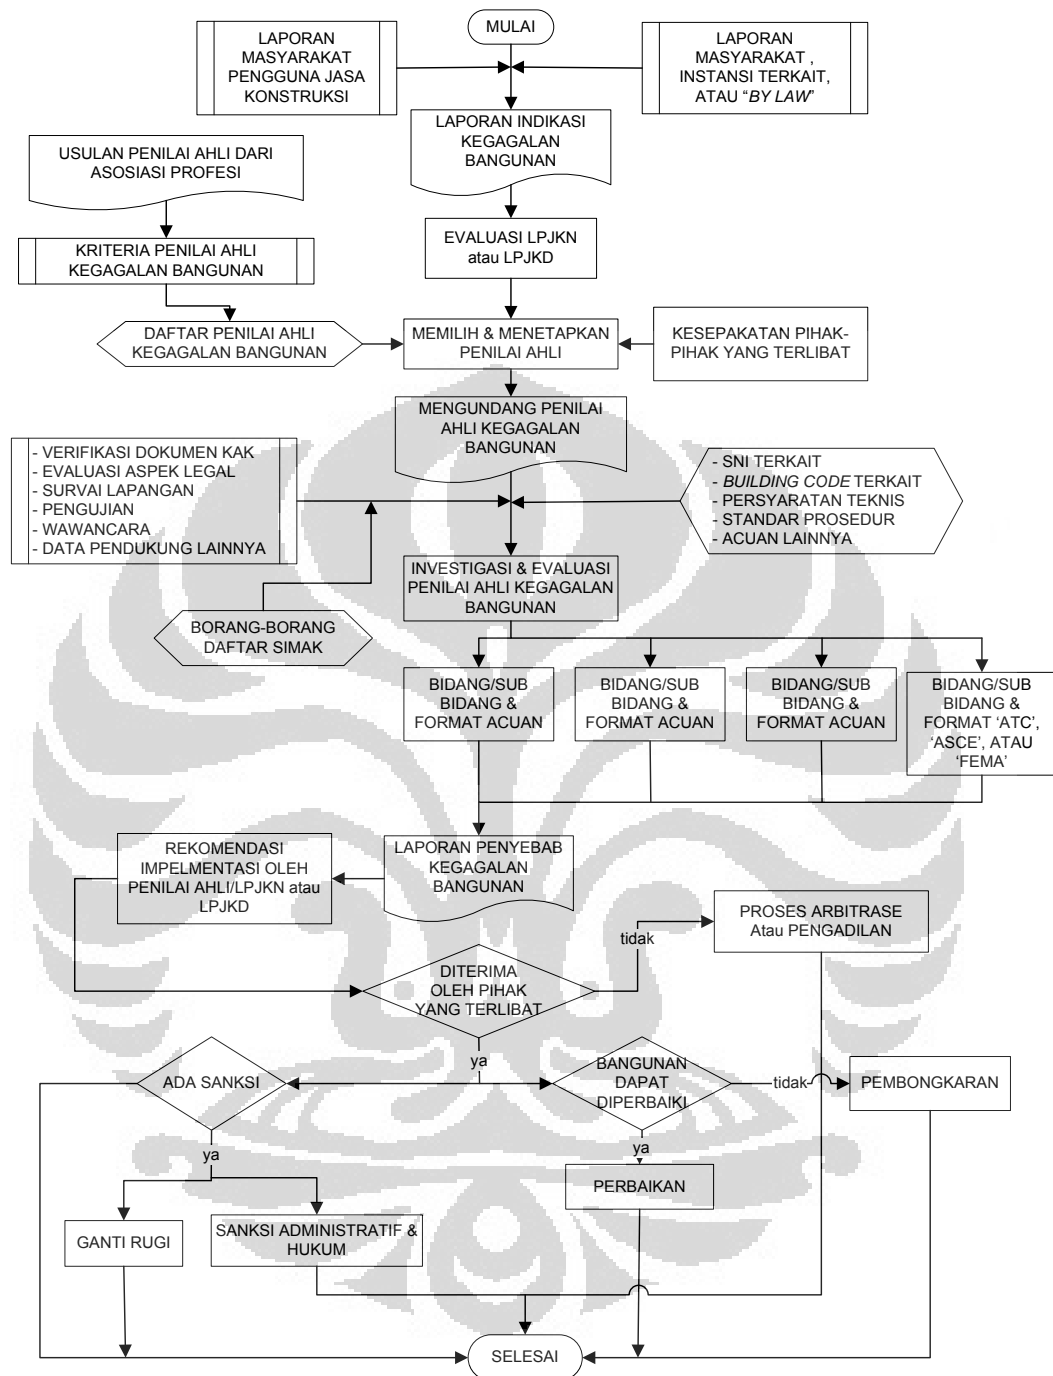 MULAI
LAPORAN
MASYARAKAT
PENGGUNA JASA
KONSTRUKSI
LAPORAN
MASYARAKAT ,
INSTANSI TERKAIT,
ATAU “BY LAW”
LAPORAN INDIKASI
KEGAGALAN
BANGUNAN
USULAN PENILAI AHLI DARI
ASOSIASI PROFESI
EVALUASI LPJKN
atau LPJKD
KRITERIA PENILAI AHLI
KEGAGALAN BANGUNAN
DAFTAR PENILAI AHLI
KEGAGALAN BANGUNAN
MEMILIH & MENETAPKAN
PENILAI AHLI
KESEPAKATAN PIHAK-
PIHAK YANG TERLIBAT
MENGUNDANG PENILAI
AHLI KEGAGALAN
BANGUNAN
- VERIFIKASI DOKUMEN KAK
- EVALUASI ASPEK LEGAL
- SURVAI LAPANGAN
- PENGUJIAN
- WAWANCARA
- DATA PENDUKUNG LAINNYA
- SNI TERKAIT
- BUILDING CODE TERKAIT
- PERSYARATAN TEKNIS
- STANDAR PROSEDUR
- ACUAN LAINNYA
INVESTIGASI & EVALUASI
PENILAI AHLI KEGAGALAN
BANGUNAN
BORANG-BORANG
DAFTAR SIMAK
BIDANG/SUB
BIDANG &
FORMAT ACUAN
BIDANG/SUB
BIDANG &
FORMAT ACUAN
BIDANG/SUB
BIDANG &
FORMAT ACUAN
BIDANG/SUB
BIDANG &
FORMAT ‘ATC’,
‘ASCE’, ATAU
‘FEMA’
REKOMENDASI
IMPELMENTASI OLEH
PENILAI AHLI/LPJKN atau
LPJKD
LAPORAN PENYEBAB
KEGAGALAN
BANGUNAN
PROSES ARBITRASE
Atau PENGADILAN
tidak
DITERIMA
OLEH PIHAK
YANG TERLIBAT
ya
ADA SANKSI
BANGUNAN
DAPAT
DIPERBAIKI
tidak
PEMBONGKARAN
ya
ya
PERBAIKAN
GANTI RUGI
SANKSI ADMINISTRATIF &
HUKUM
SELESAI